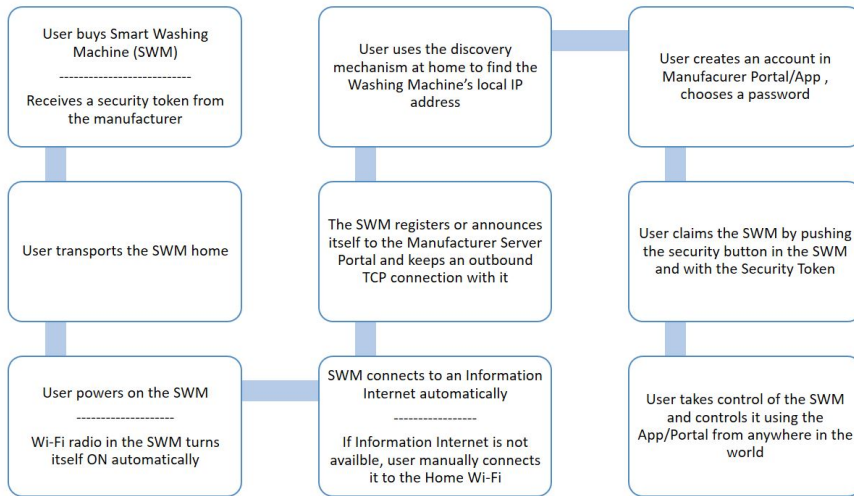 User buys Smart Washing
Machine (SWM)
---------------------------
Receives a security token from
the manufacturer
User transports the SWM home
User powers on the SWM
--------------------
Wi-Fi radio in the SWM turns
itself ON automatically
SWM connects to an Information
Internet automatically
-----------------
If Information Internet is not
availble, user manually connects
it to the Home Wi-Fi
The SWM registers or announces
itself to the Manufacturer Server
Portal and keeps an outbound
TCP connection with it
User uses the discovery
mechanism at home to find the
Washing Machine's local IP
address
User creates an account in
Manufacurer Portal/App ,
chooses a password
User claims the SWM by pushing
the security button in the SWM
and with the Security Token
User takes control of the SWM
and controls it using the
App/Portal from anywhere in the
world